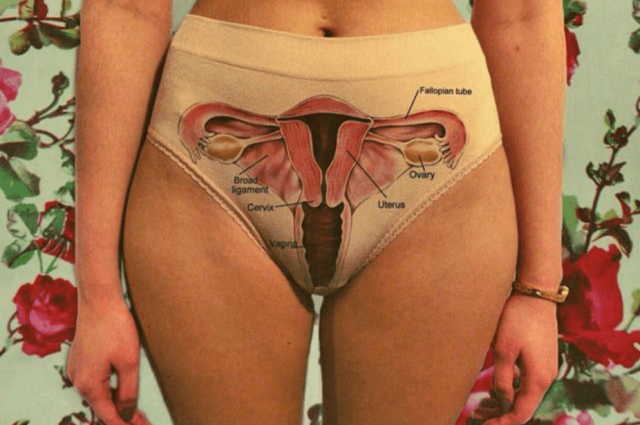 Fallopian tube
Broad
ligament
Ovary
Cervix
Uterus
Vagina